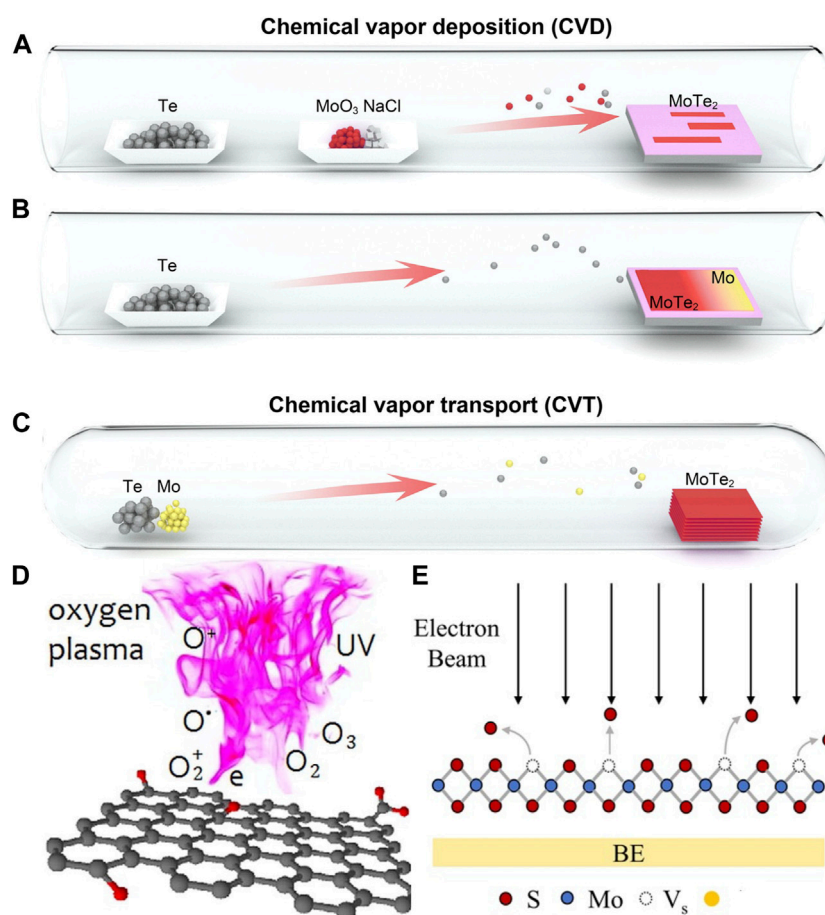 Chemical vapor deposition (CVD)
A
Te
MoO₃ NaCl
MoTe₂
B
Te
Mo
MoTe₂
Chemical vapor transport (CVT)
C
Te Mo
MoTe₂
D
oxygen
plasma
O⁺
UV
O•
O₃
O₂⁺
e
O₂
E
Electron
Beam
BE
S Mo Vₛ